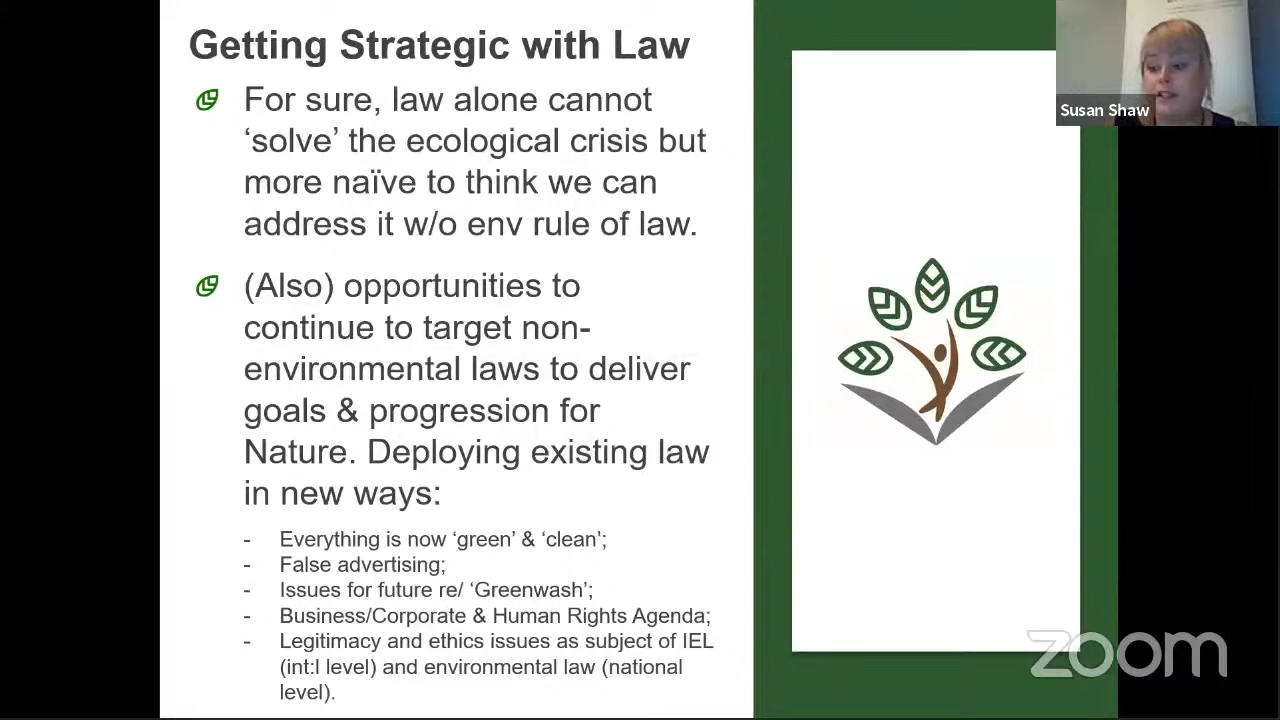 Getting Strategic with Law
For sure, law alone cannot
‘solve’ the ecological crisis but
more naïve to think we can
address it w/o env rule of law.
(Also) opportunities to
continue to target non-
environmental laws to deliver
goals & progression for
Nature. Deploying existing law
in new ways:
- Everything is now ‘green’ & ‘clean’;
- False advertising;
- Issues for future re/ ‘Greenwash’;
- Business/Corporate & Human Rights Agenda;
- Legitimacy and ethics issues as subject of IEL
(int:l level) and environmental law (national
level).
Susan Shaw
zoom